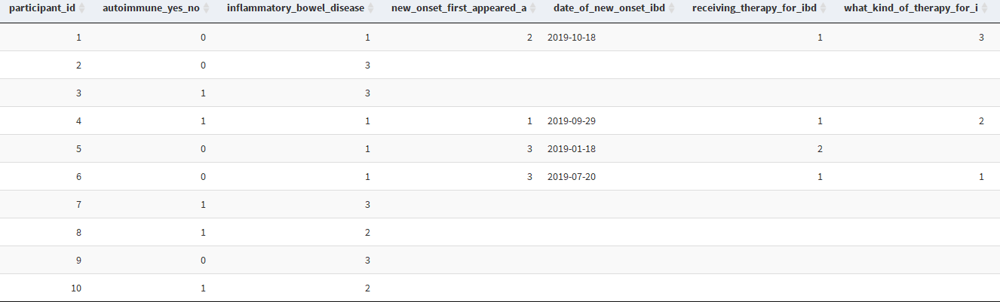 participant_id autoimmune_yes_no inflammatory_bowel_disease new_onset_first_appeared_a date_of_new_onset_ibd receiving_therapy_for_ibd what_kind_of_therapy_for_i
1 0 1 2 2019-10-18 1 3
2 0 3
3 1 3
4 1 1 1 2019-09-29 1 2
5 0 1 3 2019-01-18 2
6 0 1 3 2019-07-20 1 1
7 1 3
8 1 2
9 0 3
10 1 2